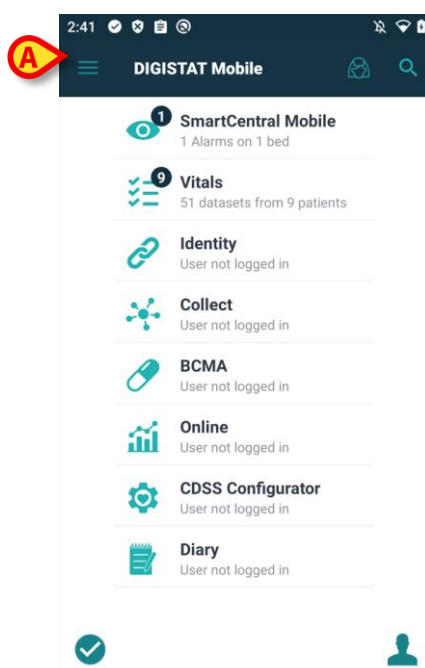 2:41
A
DIGISTAT Mobile
1
SmartCentral Mobile
1 Alarms on 1 bed
9
Vitals
51 datasets from 9 patients
Identity
User not logged in
Collect
User not logged in
BCMA
User not logged in
Online
User not logged in
CDSS Configurator
User not logged in
Diary
User not logged in